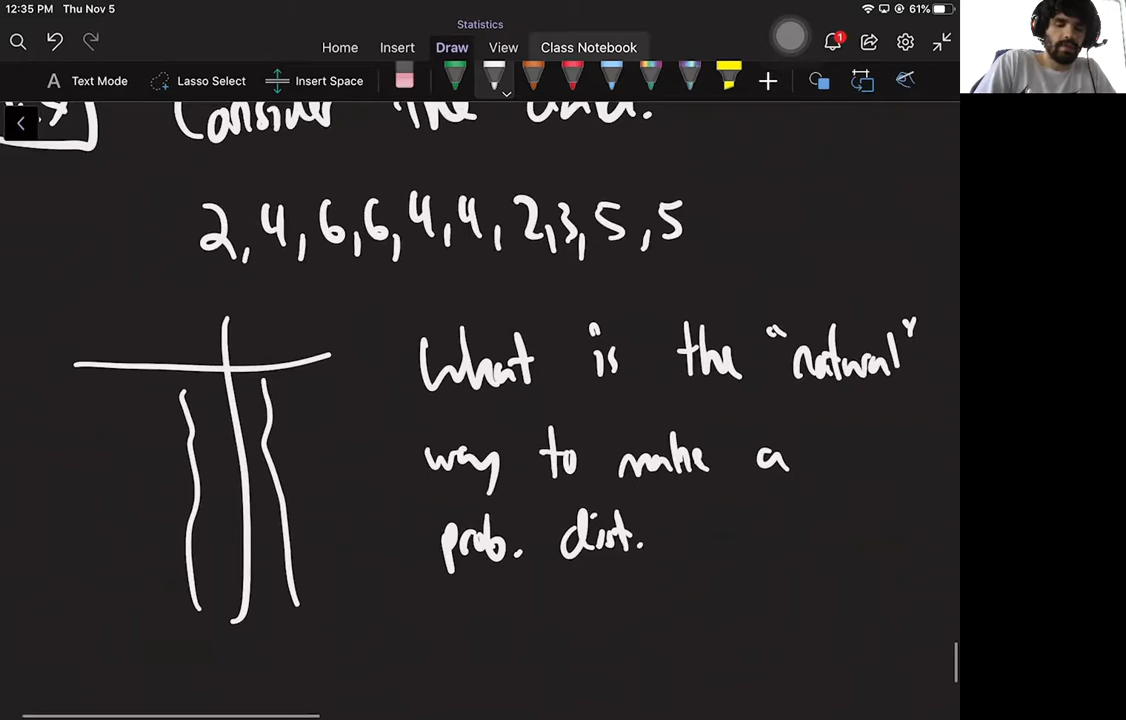 12:35 PM Thu Nov 5
61%
Statistics
Home Insert Draw View Class Notebook
1
Text Mode Lasso Select Insert Space
Consider the data.
2, 4, 6, 6, 4, 4, 2, 3, 5, 5
What is the "natural"
way to make a
prob. dist.